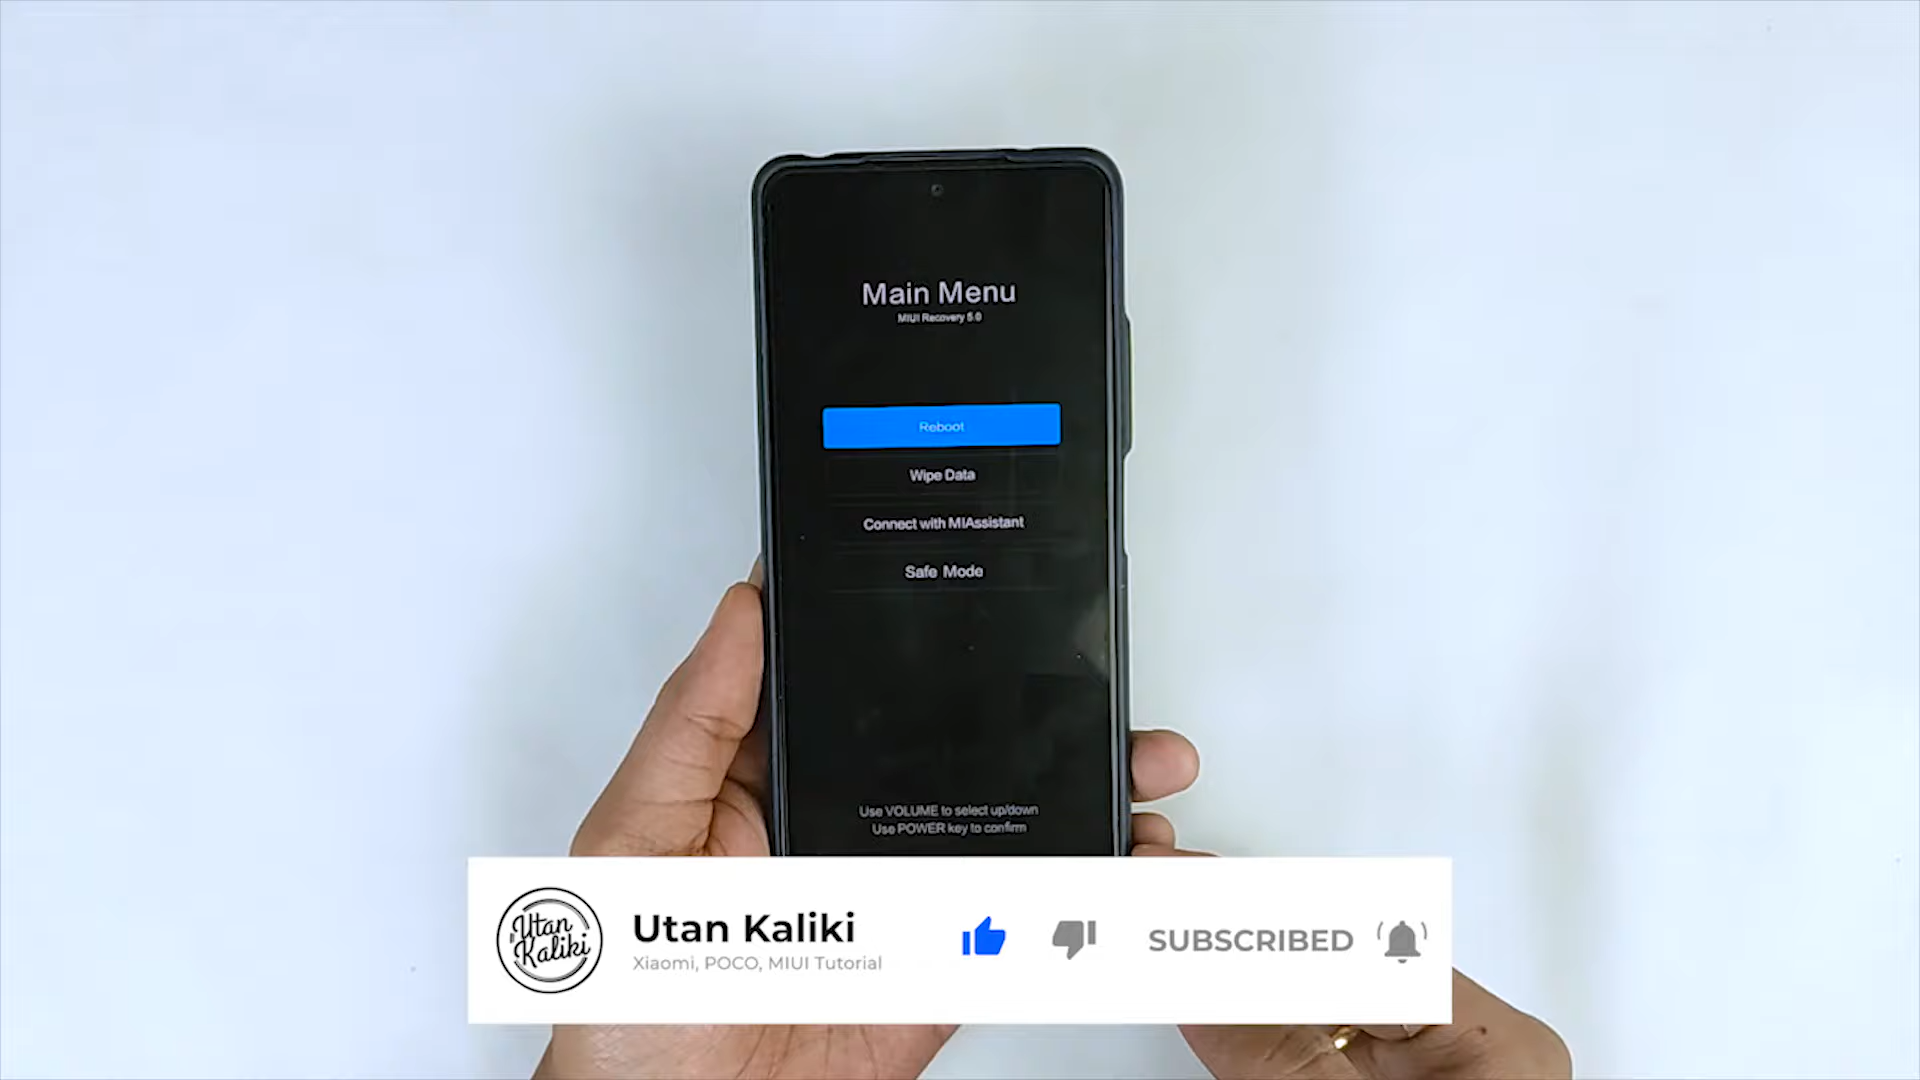 Main Menu
MIUI Recovery 5.0
Reboot
Wipe Data
Connect with MIAssistant
Safe Mode
Use VOLUME to select up/down
Use POWER key to confirm
Utan
Kaliki
Utan Kaliki
Xiaomi, POCO, MIUI Tutorial
SUBSCRIBED